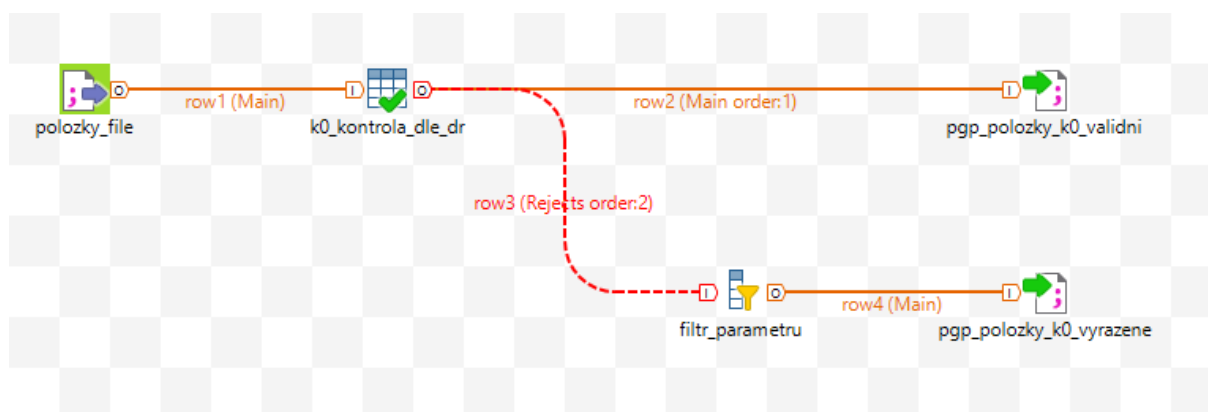 O
row1 (Main)
I
O
row2 (Main order:1)
I
polozky_file
k0_kontrola_dle_dr
pgp_polozky_k0_validni
row3 (Rejects order:2)
I
O
row4 (Main)
I
filtr_parametru
pgp_polozky_k0_vyrazene